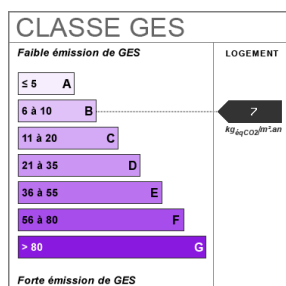 CLASSE GES
Faible émission de GES
LOGEMENT
≤ 5 A
6 à 10 B
7
kgéqCO2/m².an
11 à 20 C
21 à 35 D
36 à 55 E
56 à 80 F
> 80 G
Forte émission de GES